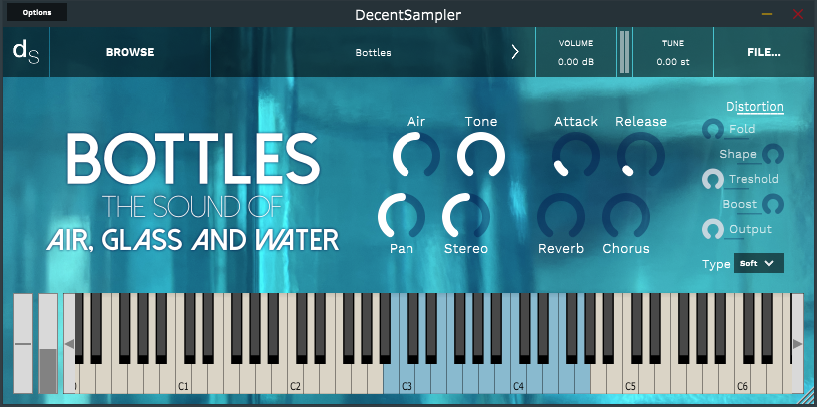 Options
DecentSampler
ds
BROWSE
Bottles
VOLUME
0.00 dB
TUNE
0.00 st
FILE...
BOTTLES
THE SOUND OF
AIR, GLASS AND WATER
Air
Tone
Attack
Release
Pan
Stereo
Reverb
Chorus
Distortion
Fold
Shape
Treshold
Boost
Output
Type
Soft
C1
C2
C3
C4
C5
C6